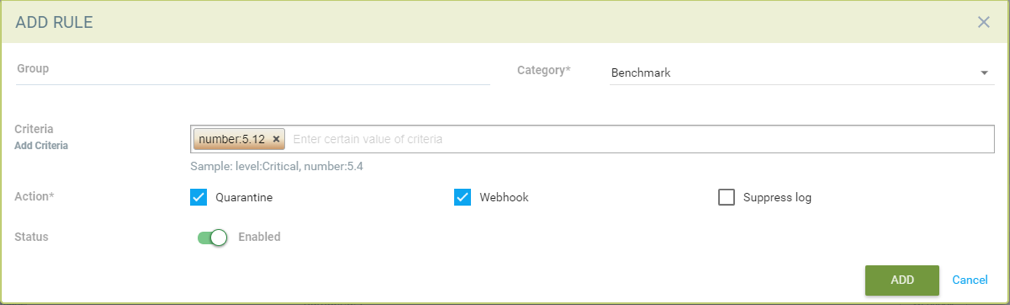 ADD RULE
Group
Category*
Benchmark
Criteria
Add Criteria
number:5.12 ×
Enter certain value of criteria
Sample: level:Critical, number:5.4
Action*
Quarantine
Webhook
Suppress log
Status
Enabled
ADD
Cancel